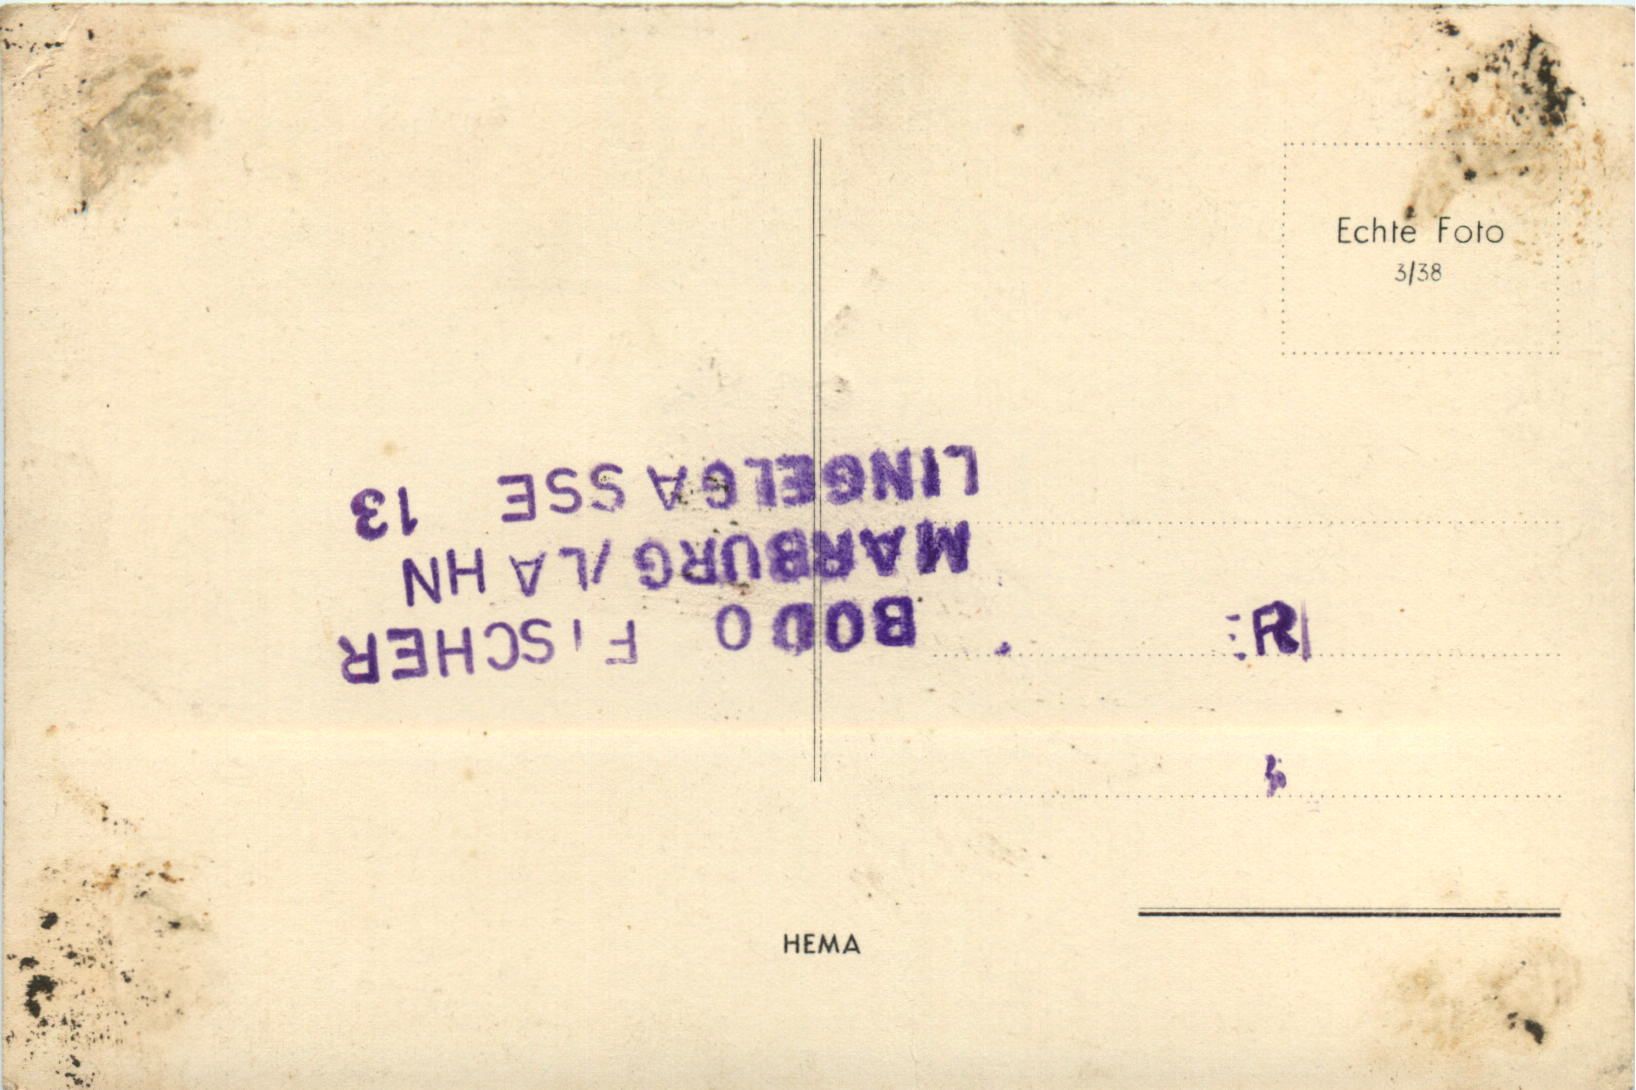 Echte Foto
3/38
BODO FISCHER
MARBURG/LAHN
LINGELGASSE 13
R
HEMA